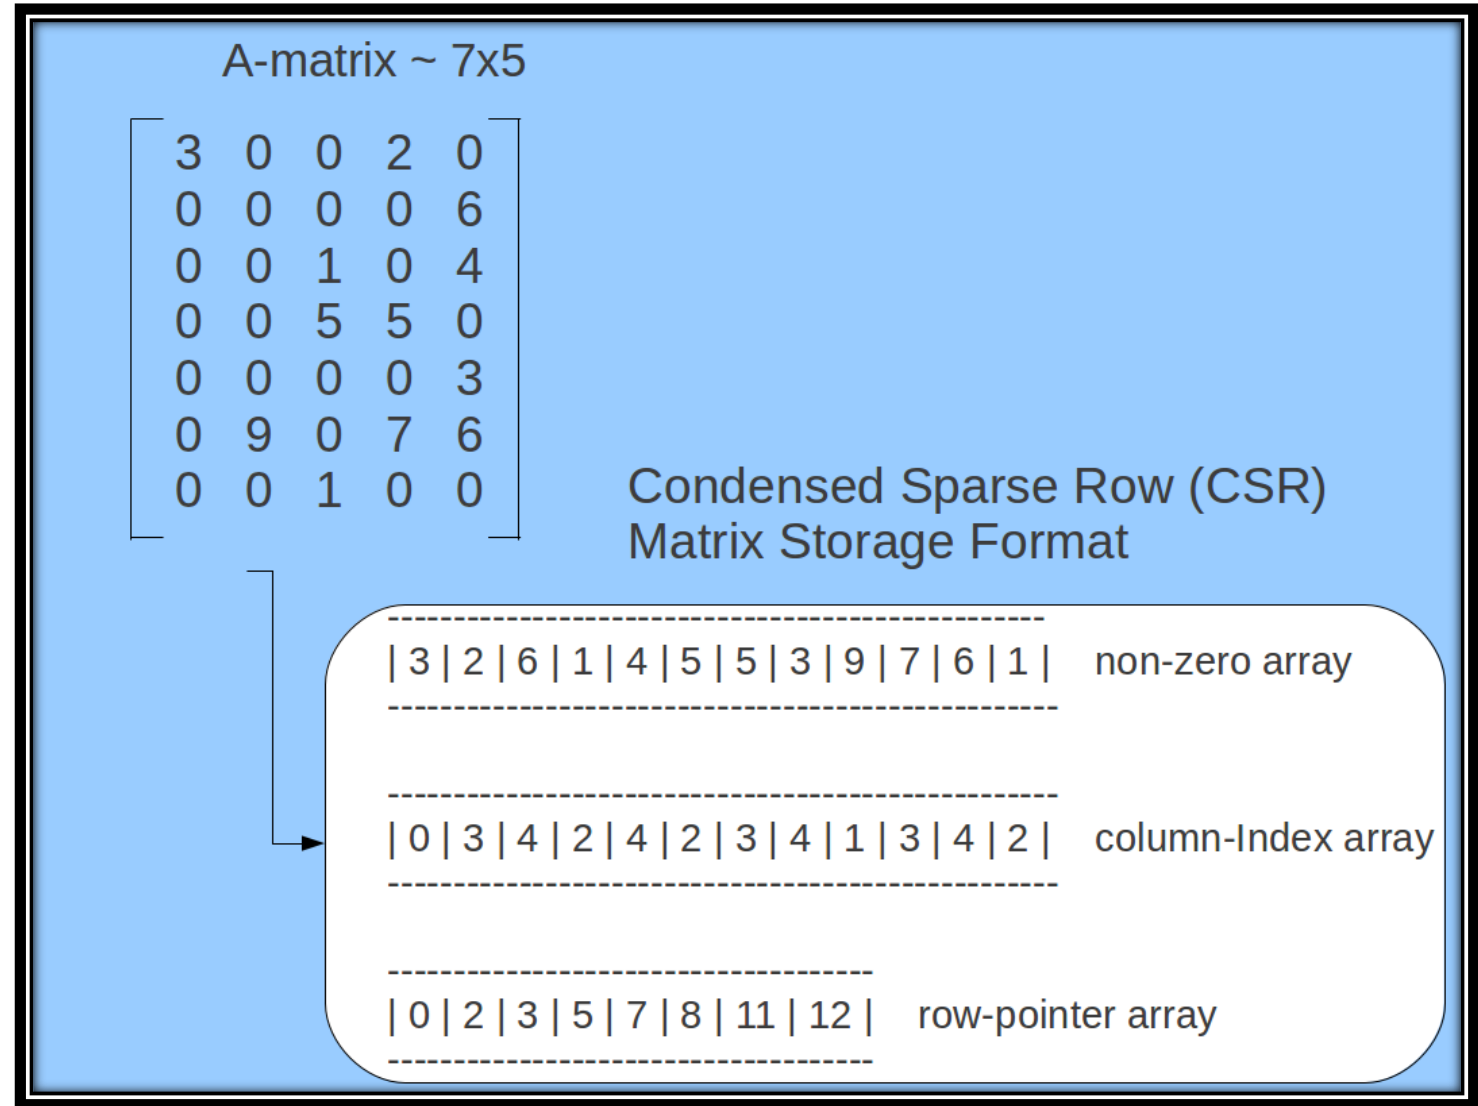 A-matrix ~ 7x5
3 0 0 2 0
0 0 0 0 6
0 0 1 0 4
0 0 5 5 0
0 0 0 0 3
0 9 0 7 6
0 0 1 0 0
Condensed Sparse Row (CSR)
Matrix Storage Format
| 3 | 2 | 6 | 1 | 4 | 5 | 5 | 3 | 9 | 7 | 6 | 1 | non-zero array
| 0 | 3 | 4 | 2 | 4 | 2 | 3 | 4 | 1 | 3 | 4 | 2 | column-Index array
| 0 | 2 | 3 | 5 | 7 | 8 | 11 | 12 | row-pointer array